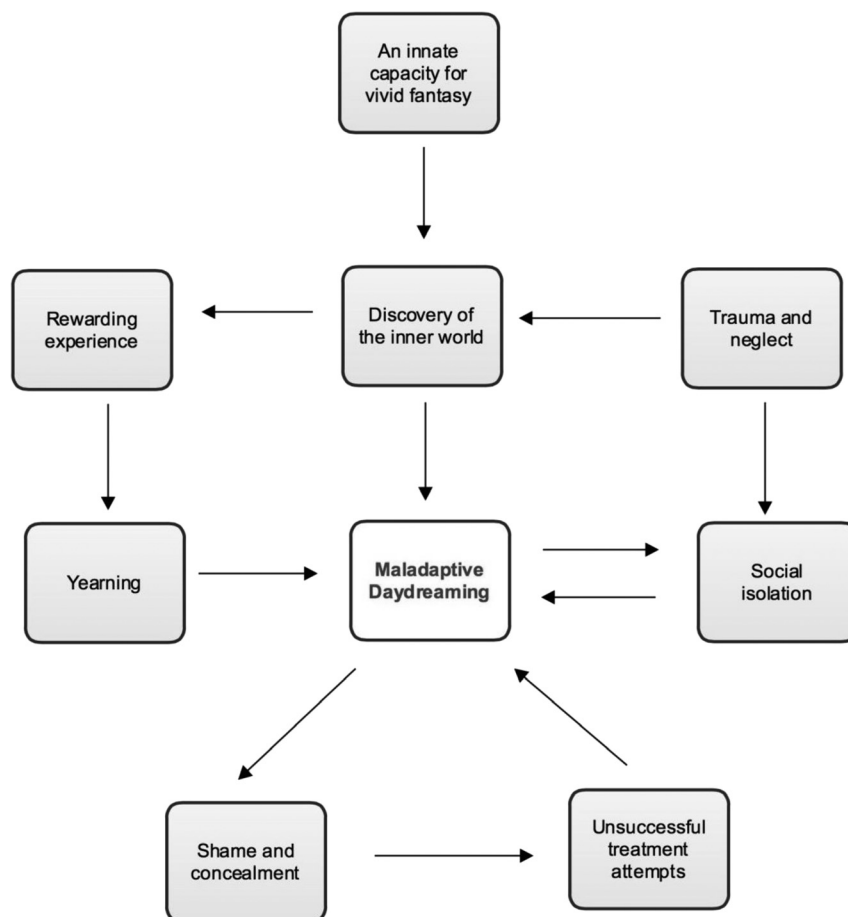 An innate
capacity for
vivid fantasy
Rewarding
experience
Discovery of
the inner world
Trauma and
neglect
Yearning
Maladaptive
Daydreaming
Social
isolation
Shame and
concealment
Unsuccessful
treatment
attempts